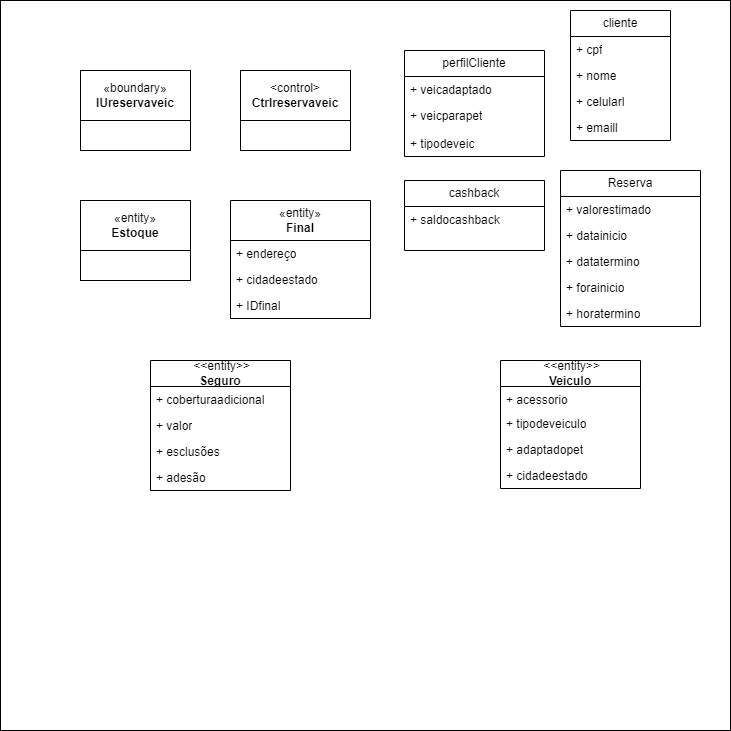 «boundary»
IUreservaveic
<control>
CtrIreservaveic
perfilCliente
+ veicadaptado
+ veicparapet
+ tipodeveic
cliente
+ cpf
+ nome
+ celularl
+ emaill
«entity»
Estoque
«entity»
Final
+ endereço
+ cidadeestado
+ IDfinal
cashback
+ saldocashback
Reserva
+ valorestimado
+ datainicio
+ datatermino
+ forainicio
+ horatermino
<<entity>>
Seguro
+ coberturaadicional
+ valor
+ esclusões
+ adesão
<<entity>>
Veiculo
+ acessorio
+ tipodeveiculo
+ adaptadopet
+ cidadeestado